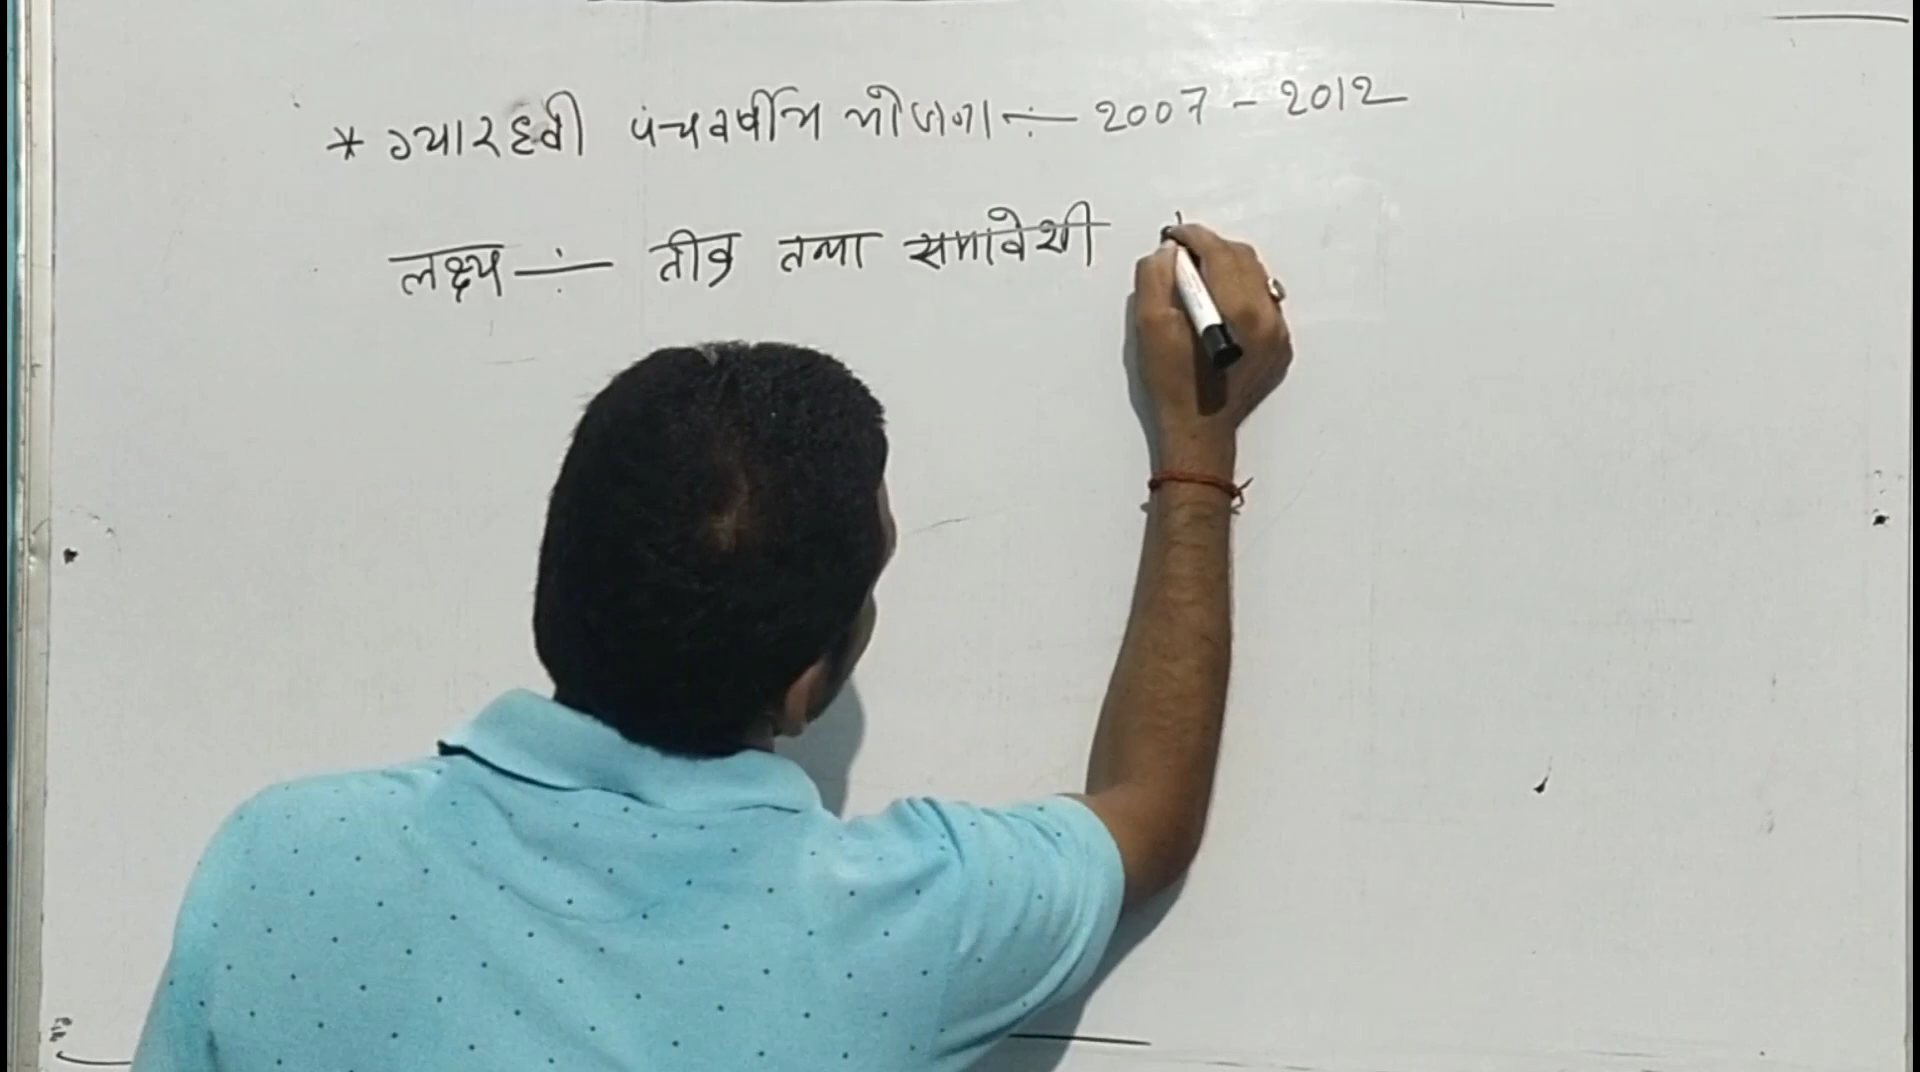 * ग्यारहवी पंचवर्षीय योजना ÷ 2007 - 2012
लक्ष्य ÷ तीव्र तथा समावेशी